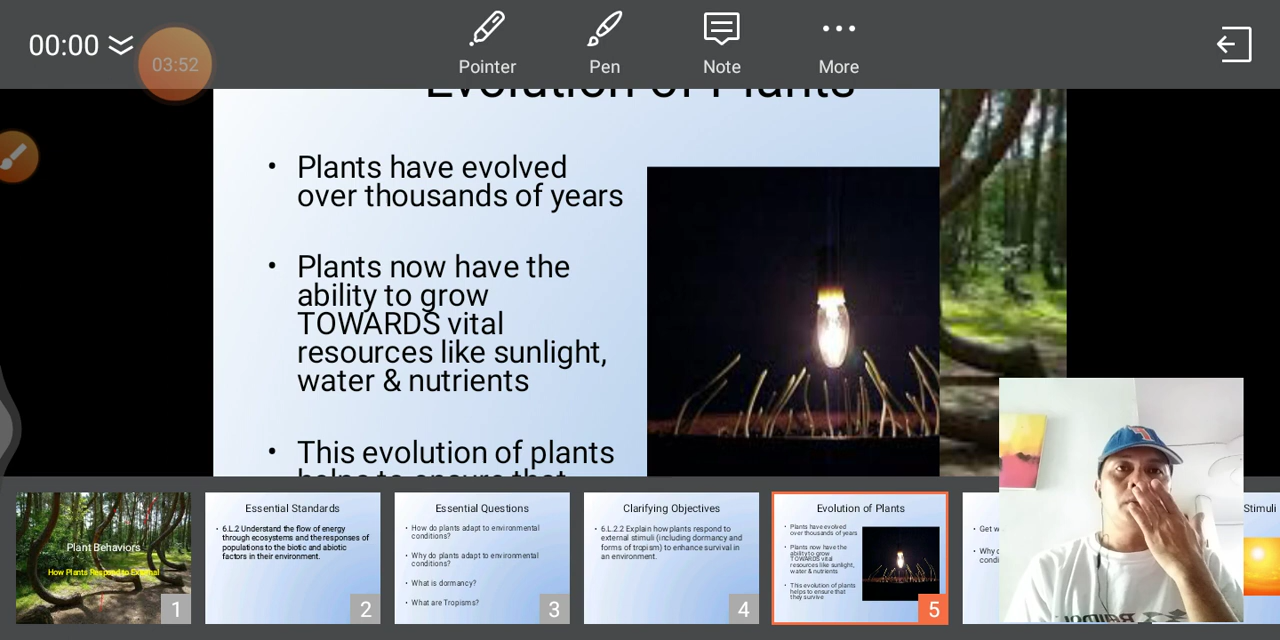 00:00
03:52
Pointer
Pen
Note
More
Evolution of Plants
• Plants have evolved
over thousands of years
• Plants now have the
ability to grow
TOWARDS vital
resources like sunlight,
water & nutrients
• This evolution of plants
helps to ensure that
Plant Behaviors
How Plants Respond to External
1
Essential Standards
• 6.L.2 Understand the flow of energy
through ecosystems and the responses of
populations to the biotic and abiotic
factors in their environment.
2
Essential Questions
• How do plants adapt to environmental
conditions?
• Why do plants adapt to environmental
conditions?
• What is dormancy?
• What are Tropisms?
3
Clarifying Objectives
• 6.L.2.2 Explain how plants respond to
external stimuli (including dormancy and
forms of tropism) to enhance survival in
an environment.
4
Evolution of Plants
• Plants have evolved
over thousands of years
• Plants now have the
ability to grow
TOWARDS vital
resources like sunlight,
water & nutrients
• This evolution of plants
helps to ensure that
they survive
5
• Get w
• Why
condi
Stimuli